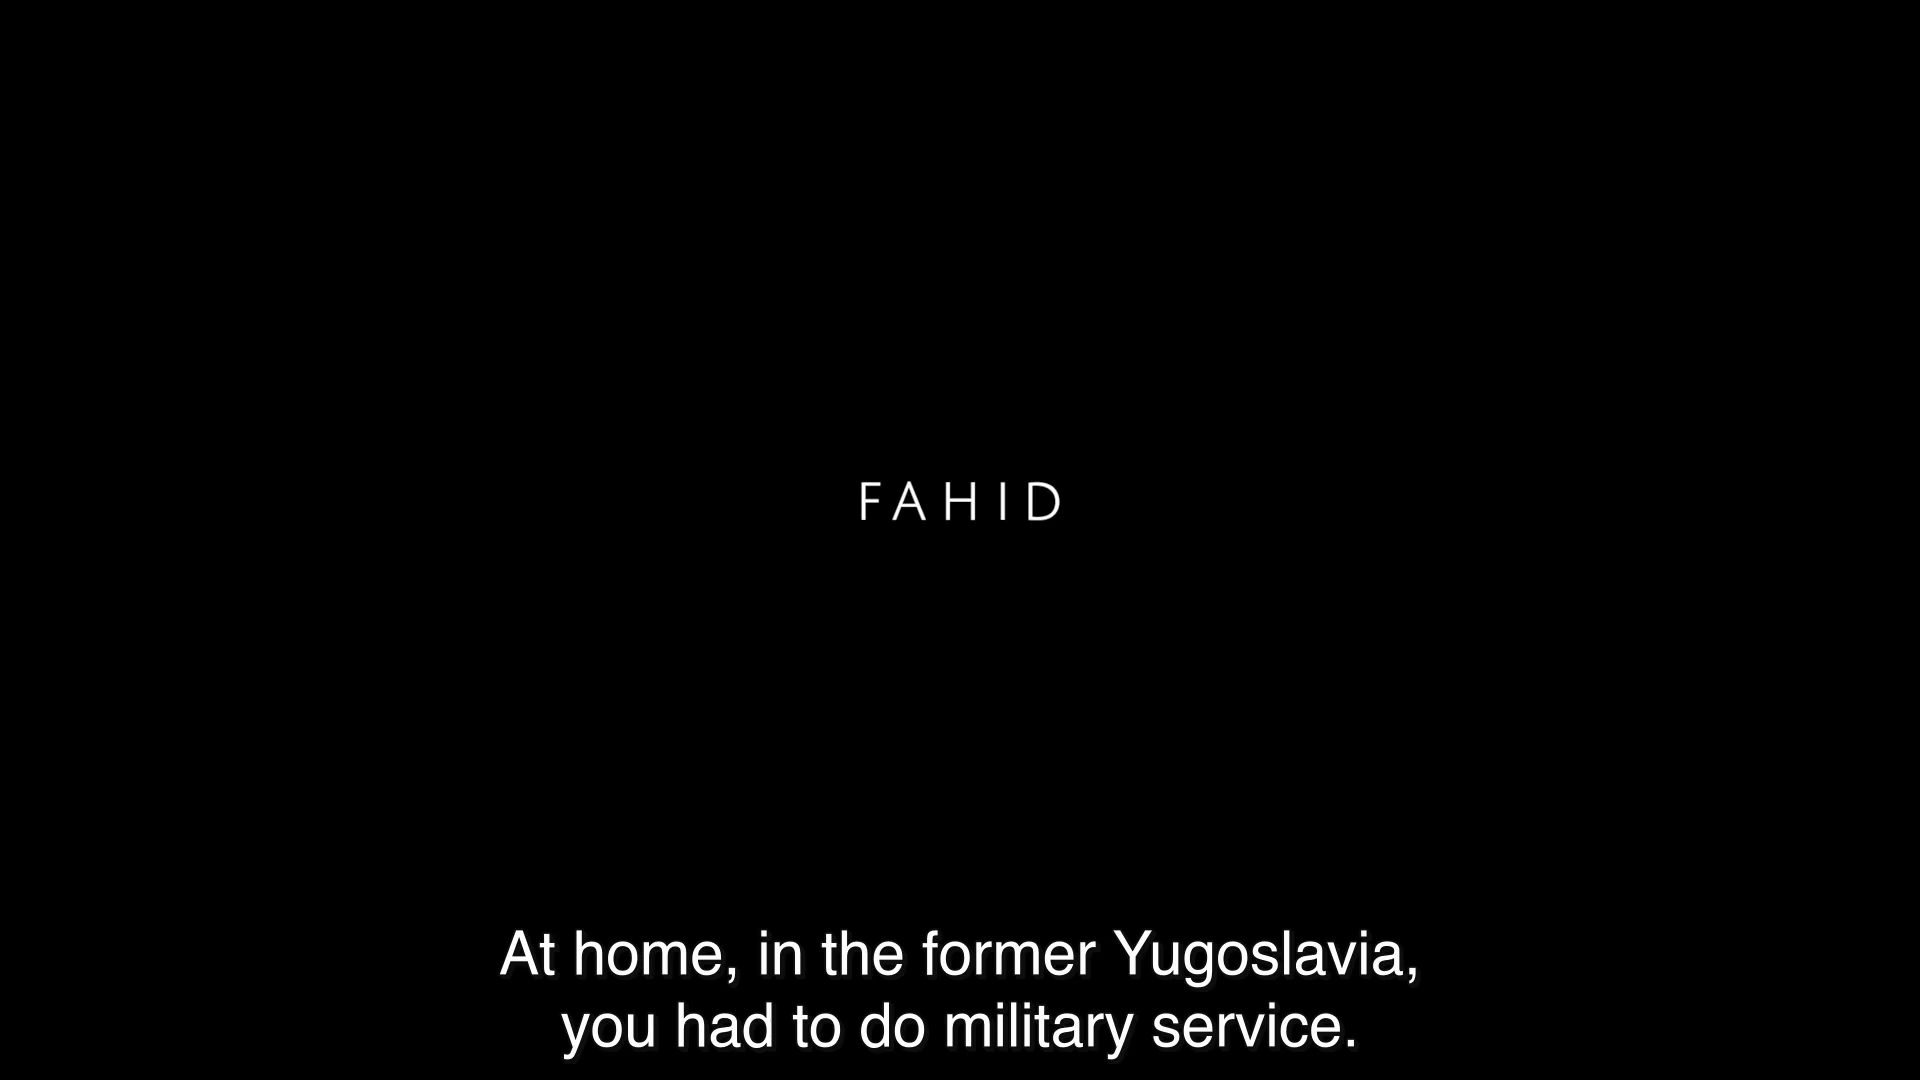 FAHID
At home, in the former Yugoslavia,
you had to do military service.